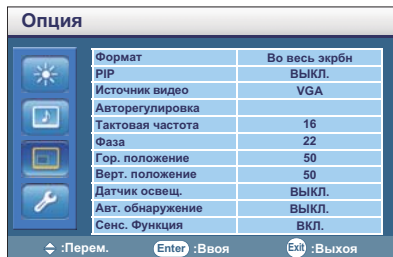 Опция
Формат Во весь экрбн
PIP ВЫКЛ.
Источник видео VGA
Авторегулировка
Тактовая частота 16
Фаза 22
Гор. положение 50
Верт. положение 50
Датчик освещ. ВЫКЛ.
Авт. обнаружение ВЫКЛ.
Сенс. Функция ВКЛ.
:Перем. Enter :Ввоя Exit :Выхоя